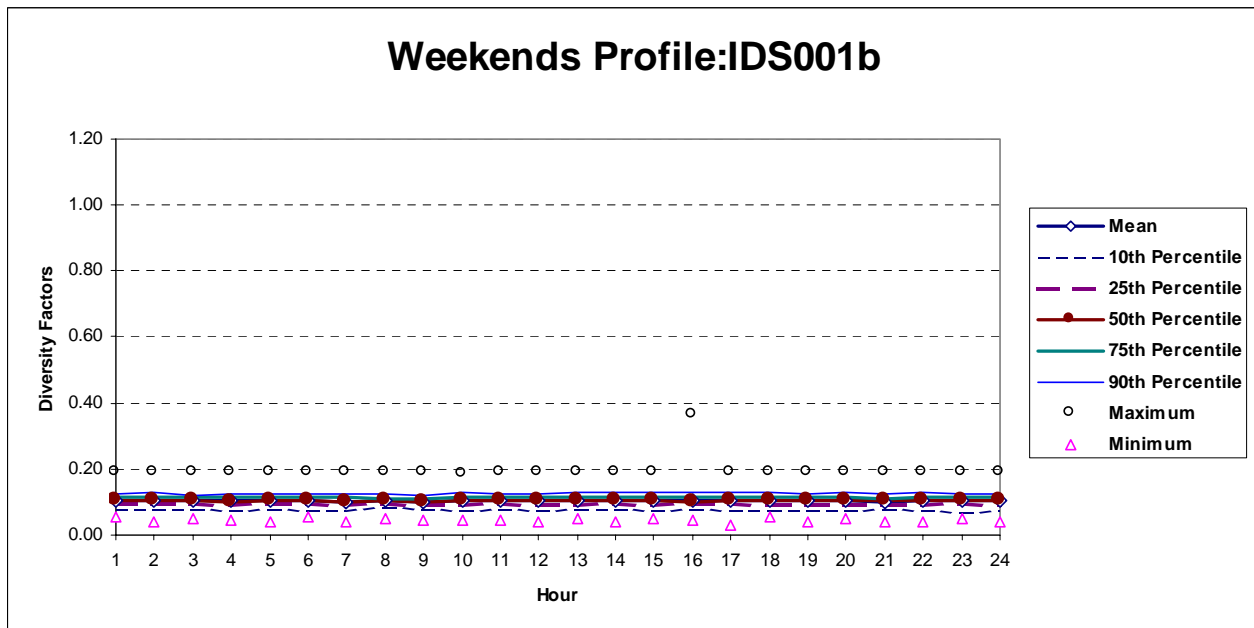 Weekends Profile:IDS001b
1.20
1.00
0.80
0.60
0.40
0.20
0.00
Diversity Factors
1 2 3 4 5 6 7 8 9 10 11 12 13 14 15 16 17 18 19 20 21 22 23 24
Hour
Mean
10th Percentile
25th Percentile
50th Percentile
75th Percentile
90th Percentile
Maximum
Minimum